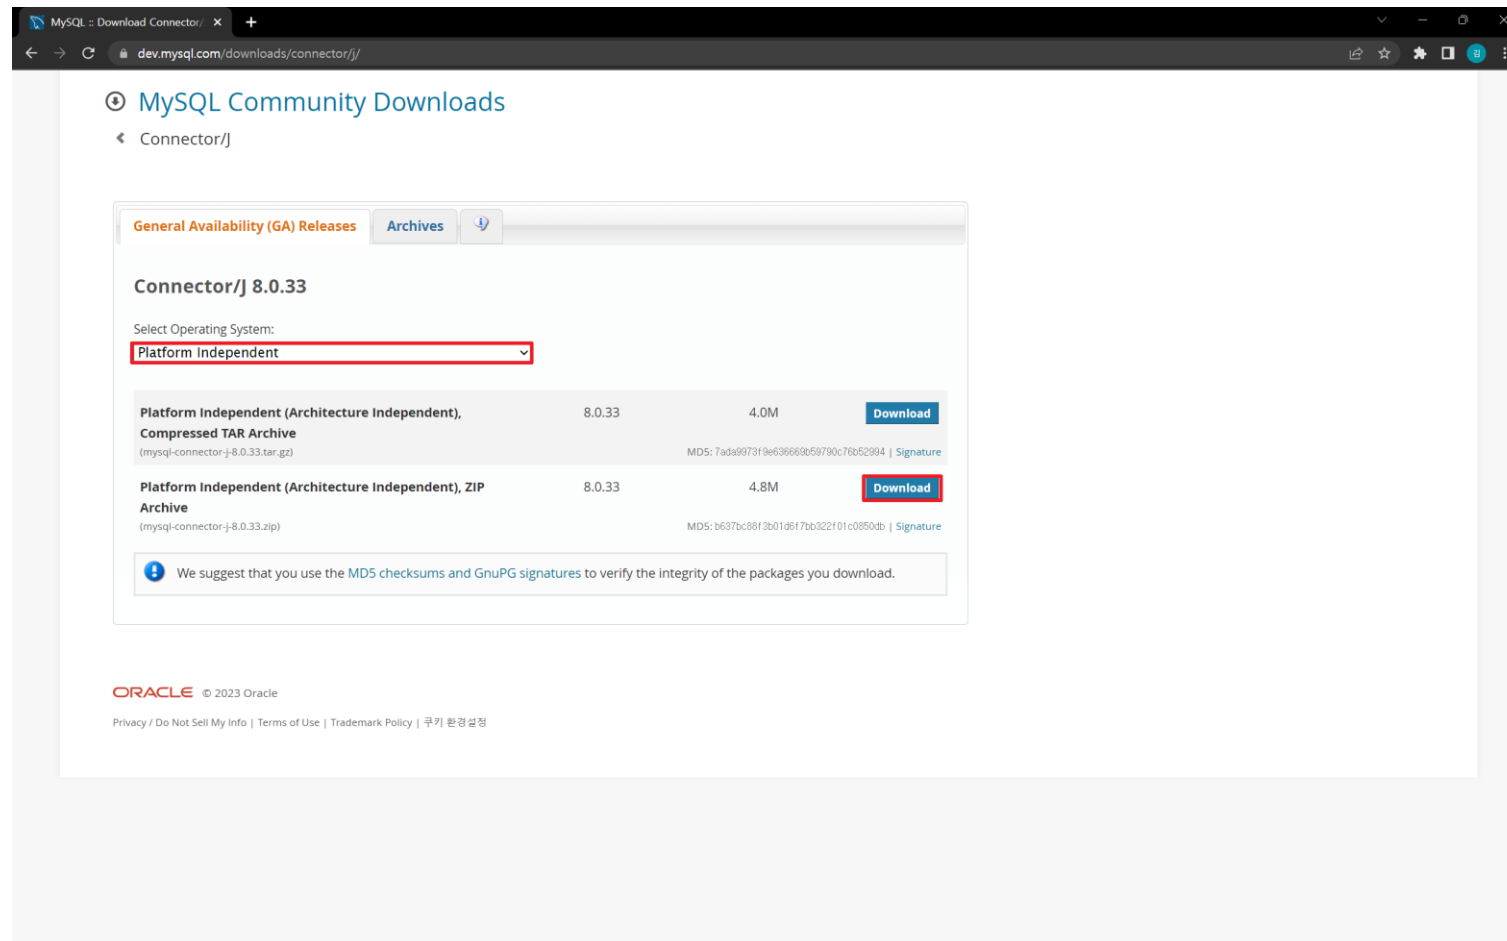 MySQL :: Download Connector/
dev.mysql.com/downloads/connector/j/
김
MySQL Community Downloads
Connector/J
General Availability (GA) Releases
Archives
Connector/J 8.0.33
Select Operating System:
Platform Independent
Platform Independent (Architecture Independent), 8.0.33 4.0M Download
Compressed TAR Archive
(mysql-connector-j-8.0.33.tar.gz) MD5: 7ada9973f9e636669b59790c76b52994 | Signature
Platform Independent (Architecture Independent), ZIP 8.0.33 4.8M Download
Archive
(mysql-connector-j-8.0.33.zip) MD5: b637bc88f3b01d6f7bb322f01c0850db | Signature
We suggest that you use the MD5 checksums and GnuPG signatures to verify the integrity of the packages you download.
ORACLE © 2023 Oracle
Privacy / Do Not Sell My Info | Terms of Use | Trademark Policy | 쿠키 환경설정